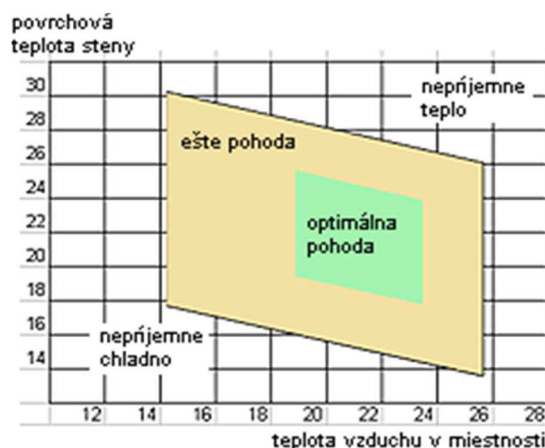 povrchová
teplota steny
30
28
26
24
22
20
18
16
14
nepríjemne
teplo
ešte pohoda
optimálna
pohoda
nepríjemne
chladno
12 14 16 18 20 22 24 26 28
teplota vzduchu v miestnosti